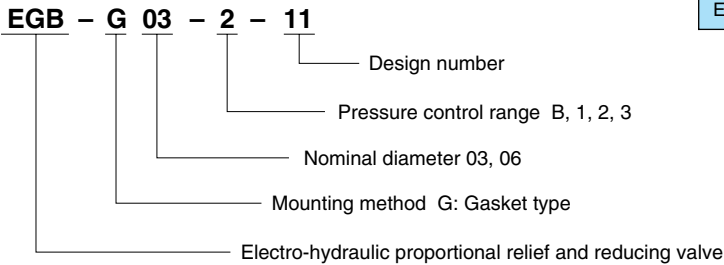 EGB – G 03 – 2 – 11
E
Design number
Pressure control range B, 1, 2, 3
Nominal diameter 03, 06
Mounting method G: Gasket type
Electro-hydraulic proportional relief and reducing valve